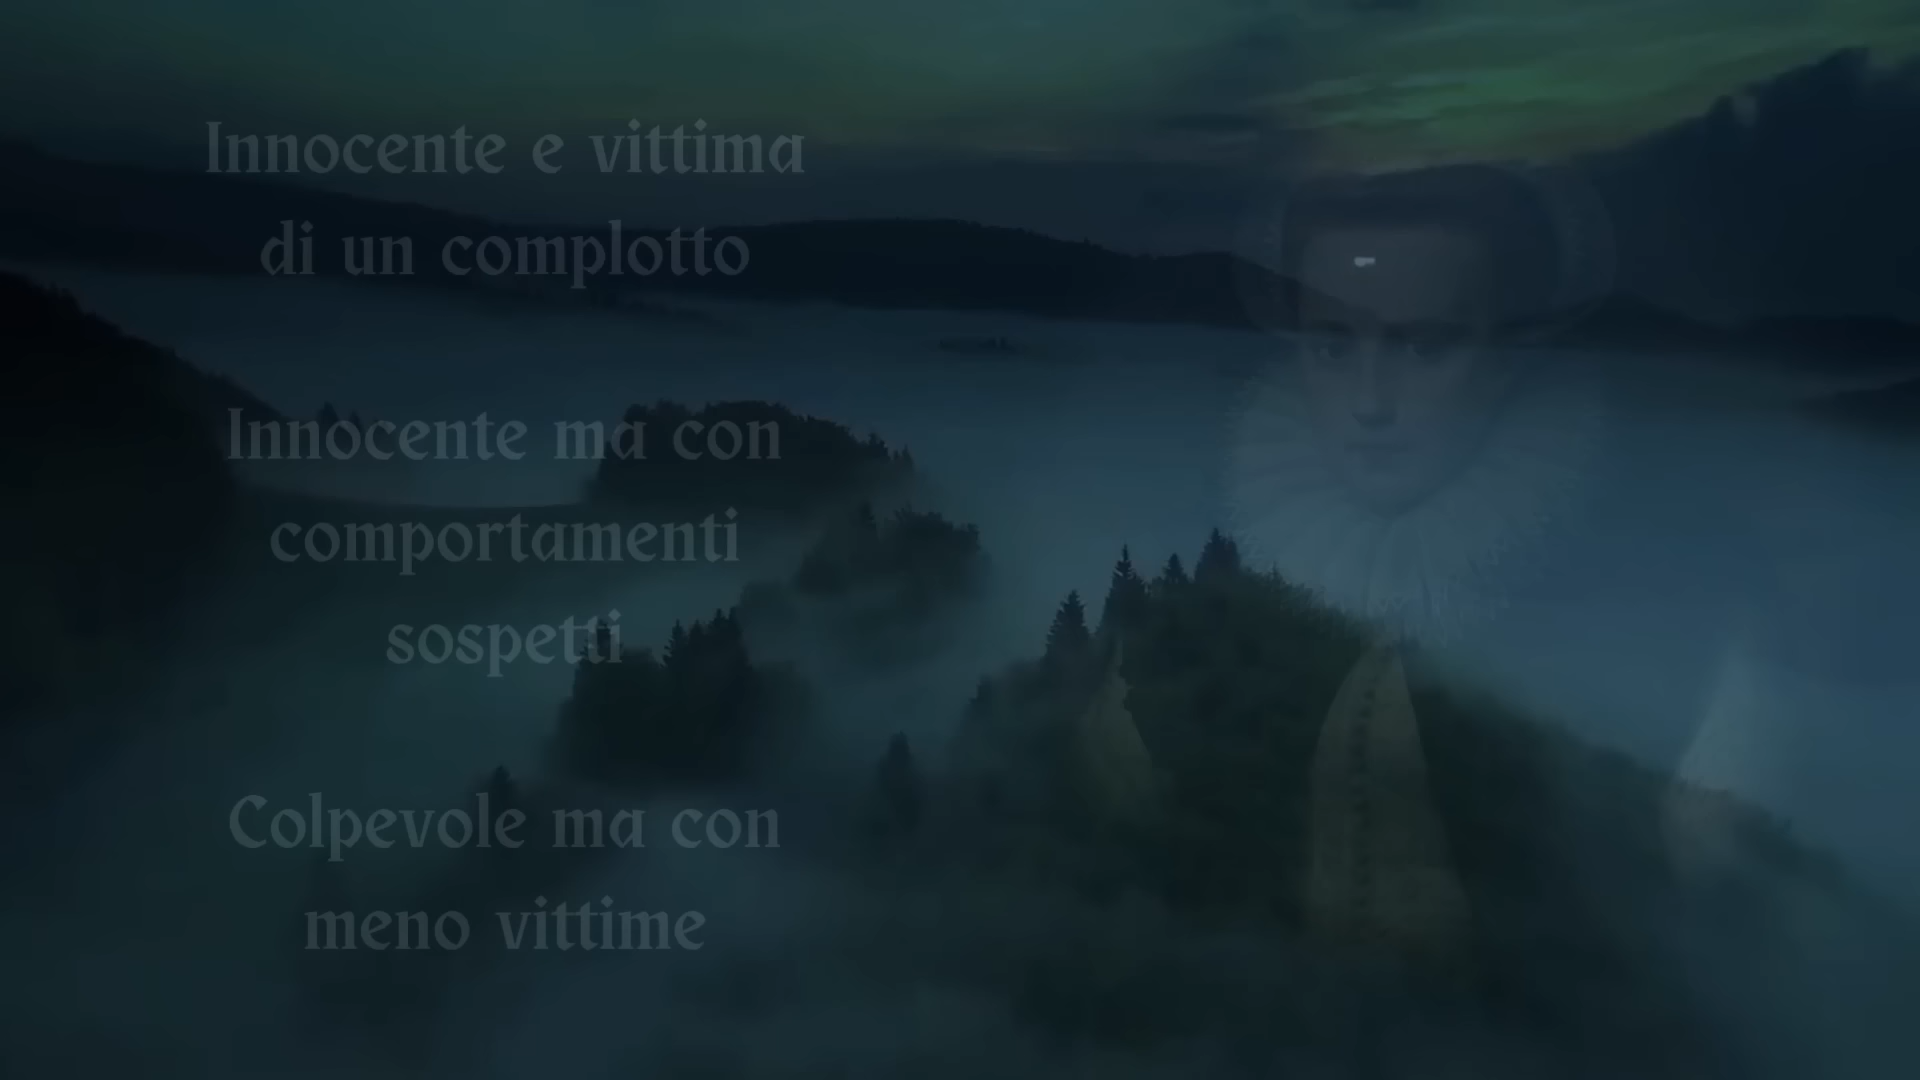 Innocente e vittima
di un complotto
Innocente ma con
comportamenti
sospetti
Colpevole ma con
meno vittime